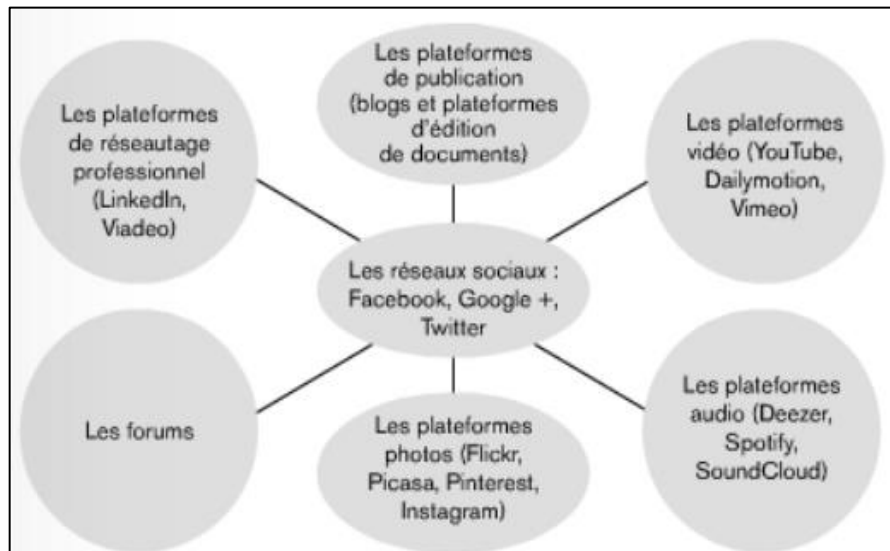 Les plateformes
de publication
(blogs et plateformes
d'édition
de documents)
Les plateformes
de réseautage
professionnel
(LinkedIn,
Viadeo)
Les plateformes
vidéo (YouTube,
Dailymotion,
Vimeo)
Les réseaux sociaux :
Facebook, Google +,
Twitter
Les forums
Les plateformes
photos (Flickr,
Picasa, Pinterest,
Instagram)
Les plateformes
audio (Deezer,
Spotify,
SoundCloud)